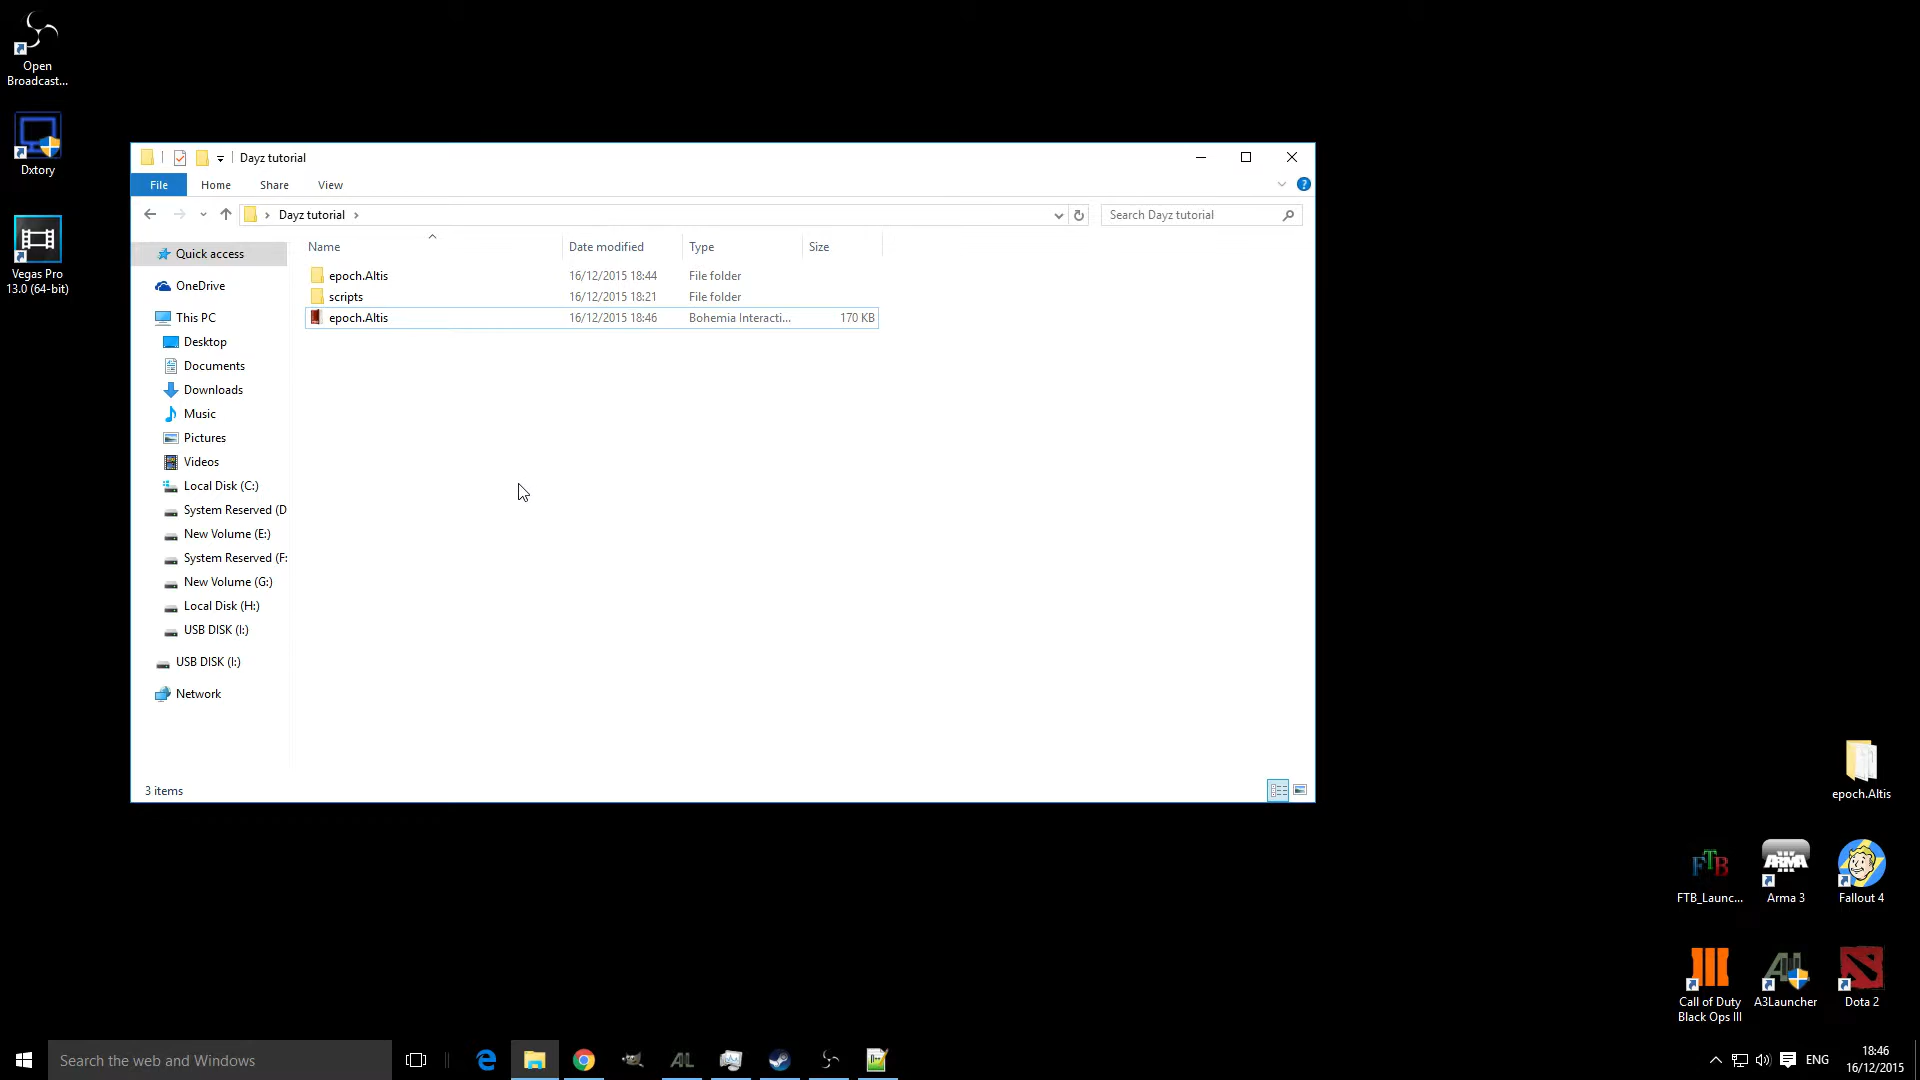 Open
Broadcast...
Dxtory
Vegas Pro
13.0 (64-bit)
Dayz tutorial
File
Home
Share
View
Dayz tutorial
Search Dayz tutorial
Name
Date modified
Type
Size
epoch.Altis
16/12/2015 18:44
File folder
scripts
16/12/2015 18:21
File folder
epoch.Altis
16/12/2015 18:46
Bohemia Interacti...
170 KB
Quick access
OneDrive
This PC
Desktop
Documents
Downloads
Music
Pictures
Videos
Local Disk (C:)
System Reserved (D
New Volume (E:)
System Reserved (F:
New Volume (G:)
Local Disk (H:)
USB DISK (I:)
USB DISK (I:)
Network
3 items
epoch.Altis
FTB
FTB_Launc...
ARMA
Arma 3
Fallout 4
Call of Duty
Black Ops III
A3Launcher
Dota 2
Search the web and Windows
ENG
18:46
16/12/2015